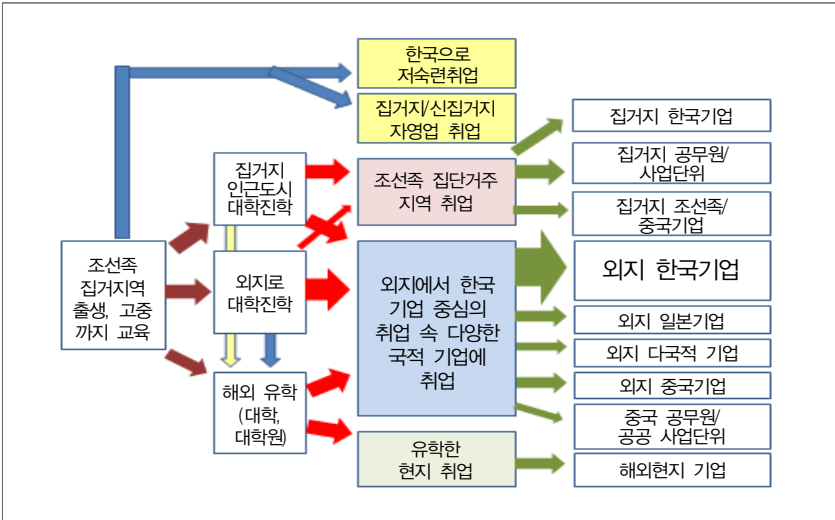 한국으로
저숙련취업
집거지/신집거지
자영업 취업
집거지 한국기업
집거지
인근도시
대학진학
조선족 집단거주
지역 취업
집거지 공무원/
사업단위
집거지 조선족/
중국기업
조선족
집거지역
출생, 고중
까지 교육
외지로
대학진학
외지에서 한국
기업 중심의
취업 속 다양한
국적 기업에
취업
외지 한국기업
외지 일본기업
외지 다국적 기업
외지 중국기업
해외 유학
(대학,
대학원)
중국 공무원/
공공 사업단위
유학한
현지 취업
해외현지 기업